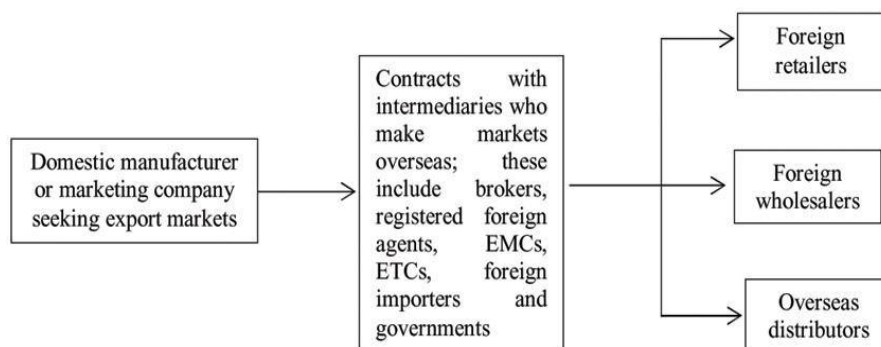 Domestic manufacturer
or marketing company
seeking export markets
Contracts with
intermediaries who
make markets
overseas; these
include brokers,
registered foreign
agents, EMCs,
ETCs, foreign
importers and
governments
Foreign
retailers
Foreign
wholesalers
Overseas
distributors